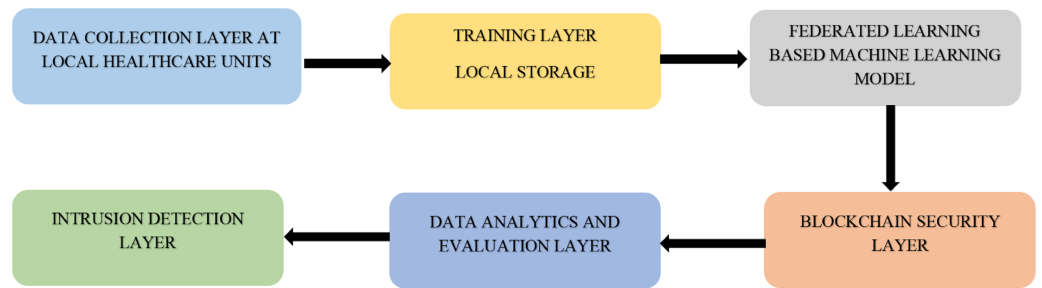 DATA COLLECTION LAYER AT
LOCAL HEALTHCARE UNITS
TRAINING LAYER
LOCAL STORAGE
FEDERATED LEARNING
BASED MACHINE LEARNING
MODEL
INTRUSION DETECTION
LAYER
DATA ANALYTICS AND
EVALUATION LAYER
BLOCKCHAIN SECURITY
LAYER